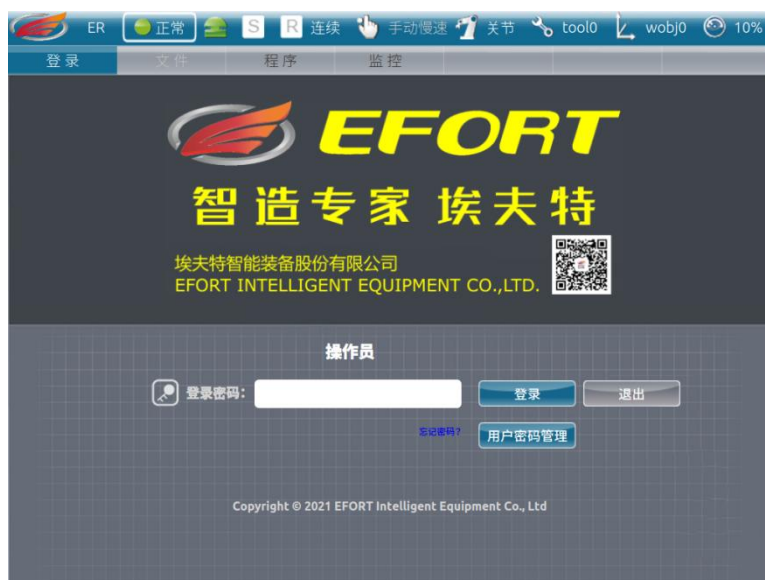 ER 正常 S R 连续 手动慢速 关节 tool0 wobj0 10%
登录 文件 程序 监控
EFORT
智造专家 埃夫特
埃夫特智能装备股份有限公司
EFORT INTELLIGENT EQUIPMENT CO.,LTD.
操作员
登录密码: 登录 退出
忘记密码? 用户密码管理
Copyright © 2021 EFORT Intelligent Equipment Co., Ltd